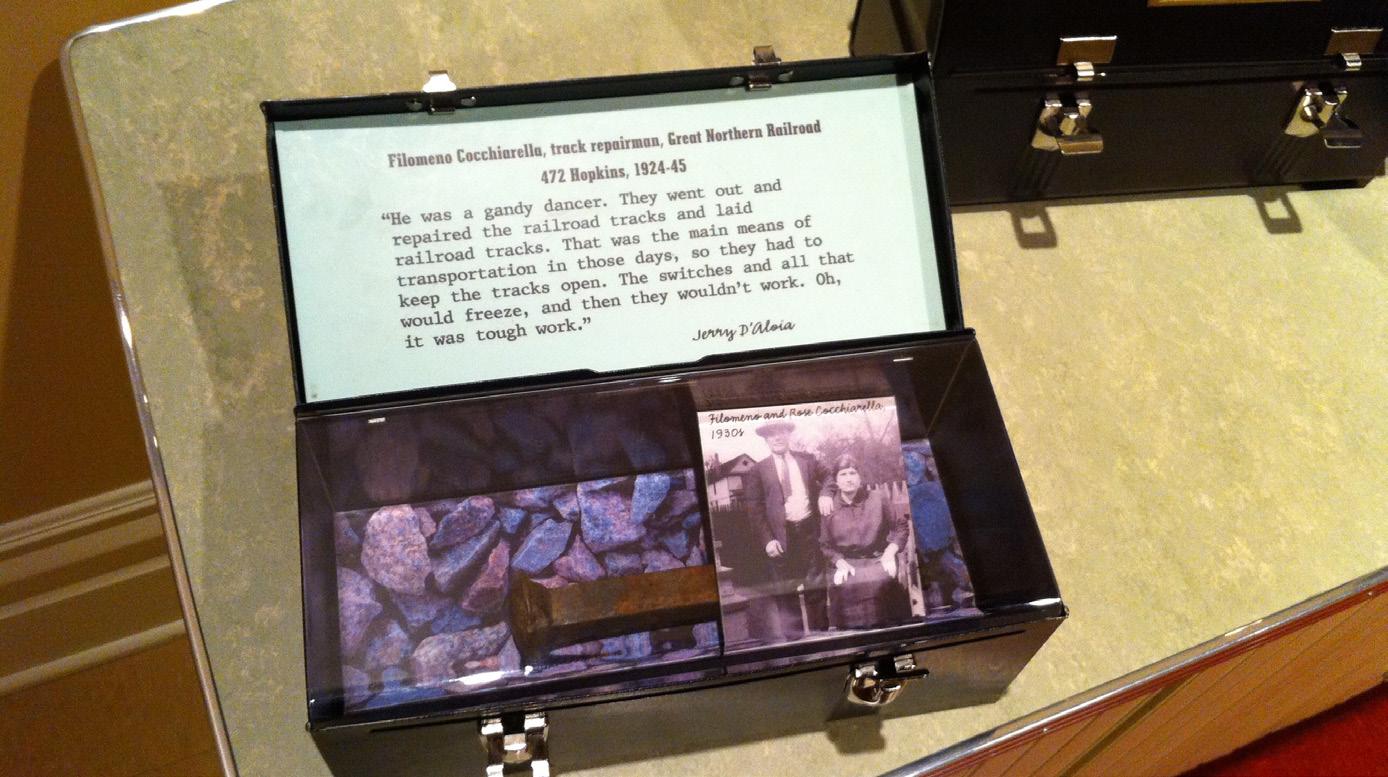 Filomeno Cocchiarella, track repairman, Great Northern Railroad
472 Hopkins, 1924-45
“He was a gandy dancer. They went out and
repaired the railroad tracks and laid
railroad tracks. That was the main means of
transportation in those days, so they had to
keep the tracks open. The switches and all that
would freeze, and then they wouldn't work. Oh,
it was tough work.”
Jerry D'Aloia
Filomeno and Rose Cocchiarella,
1930s